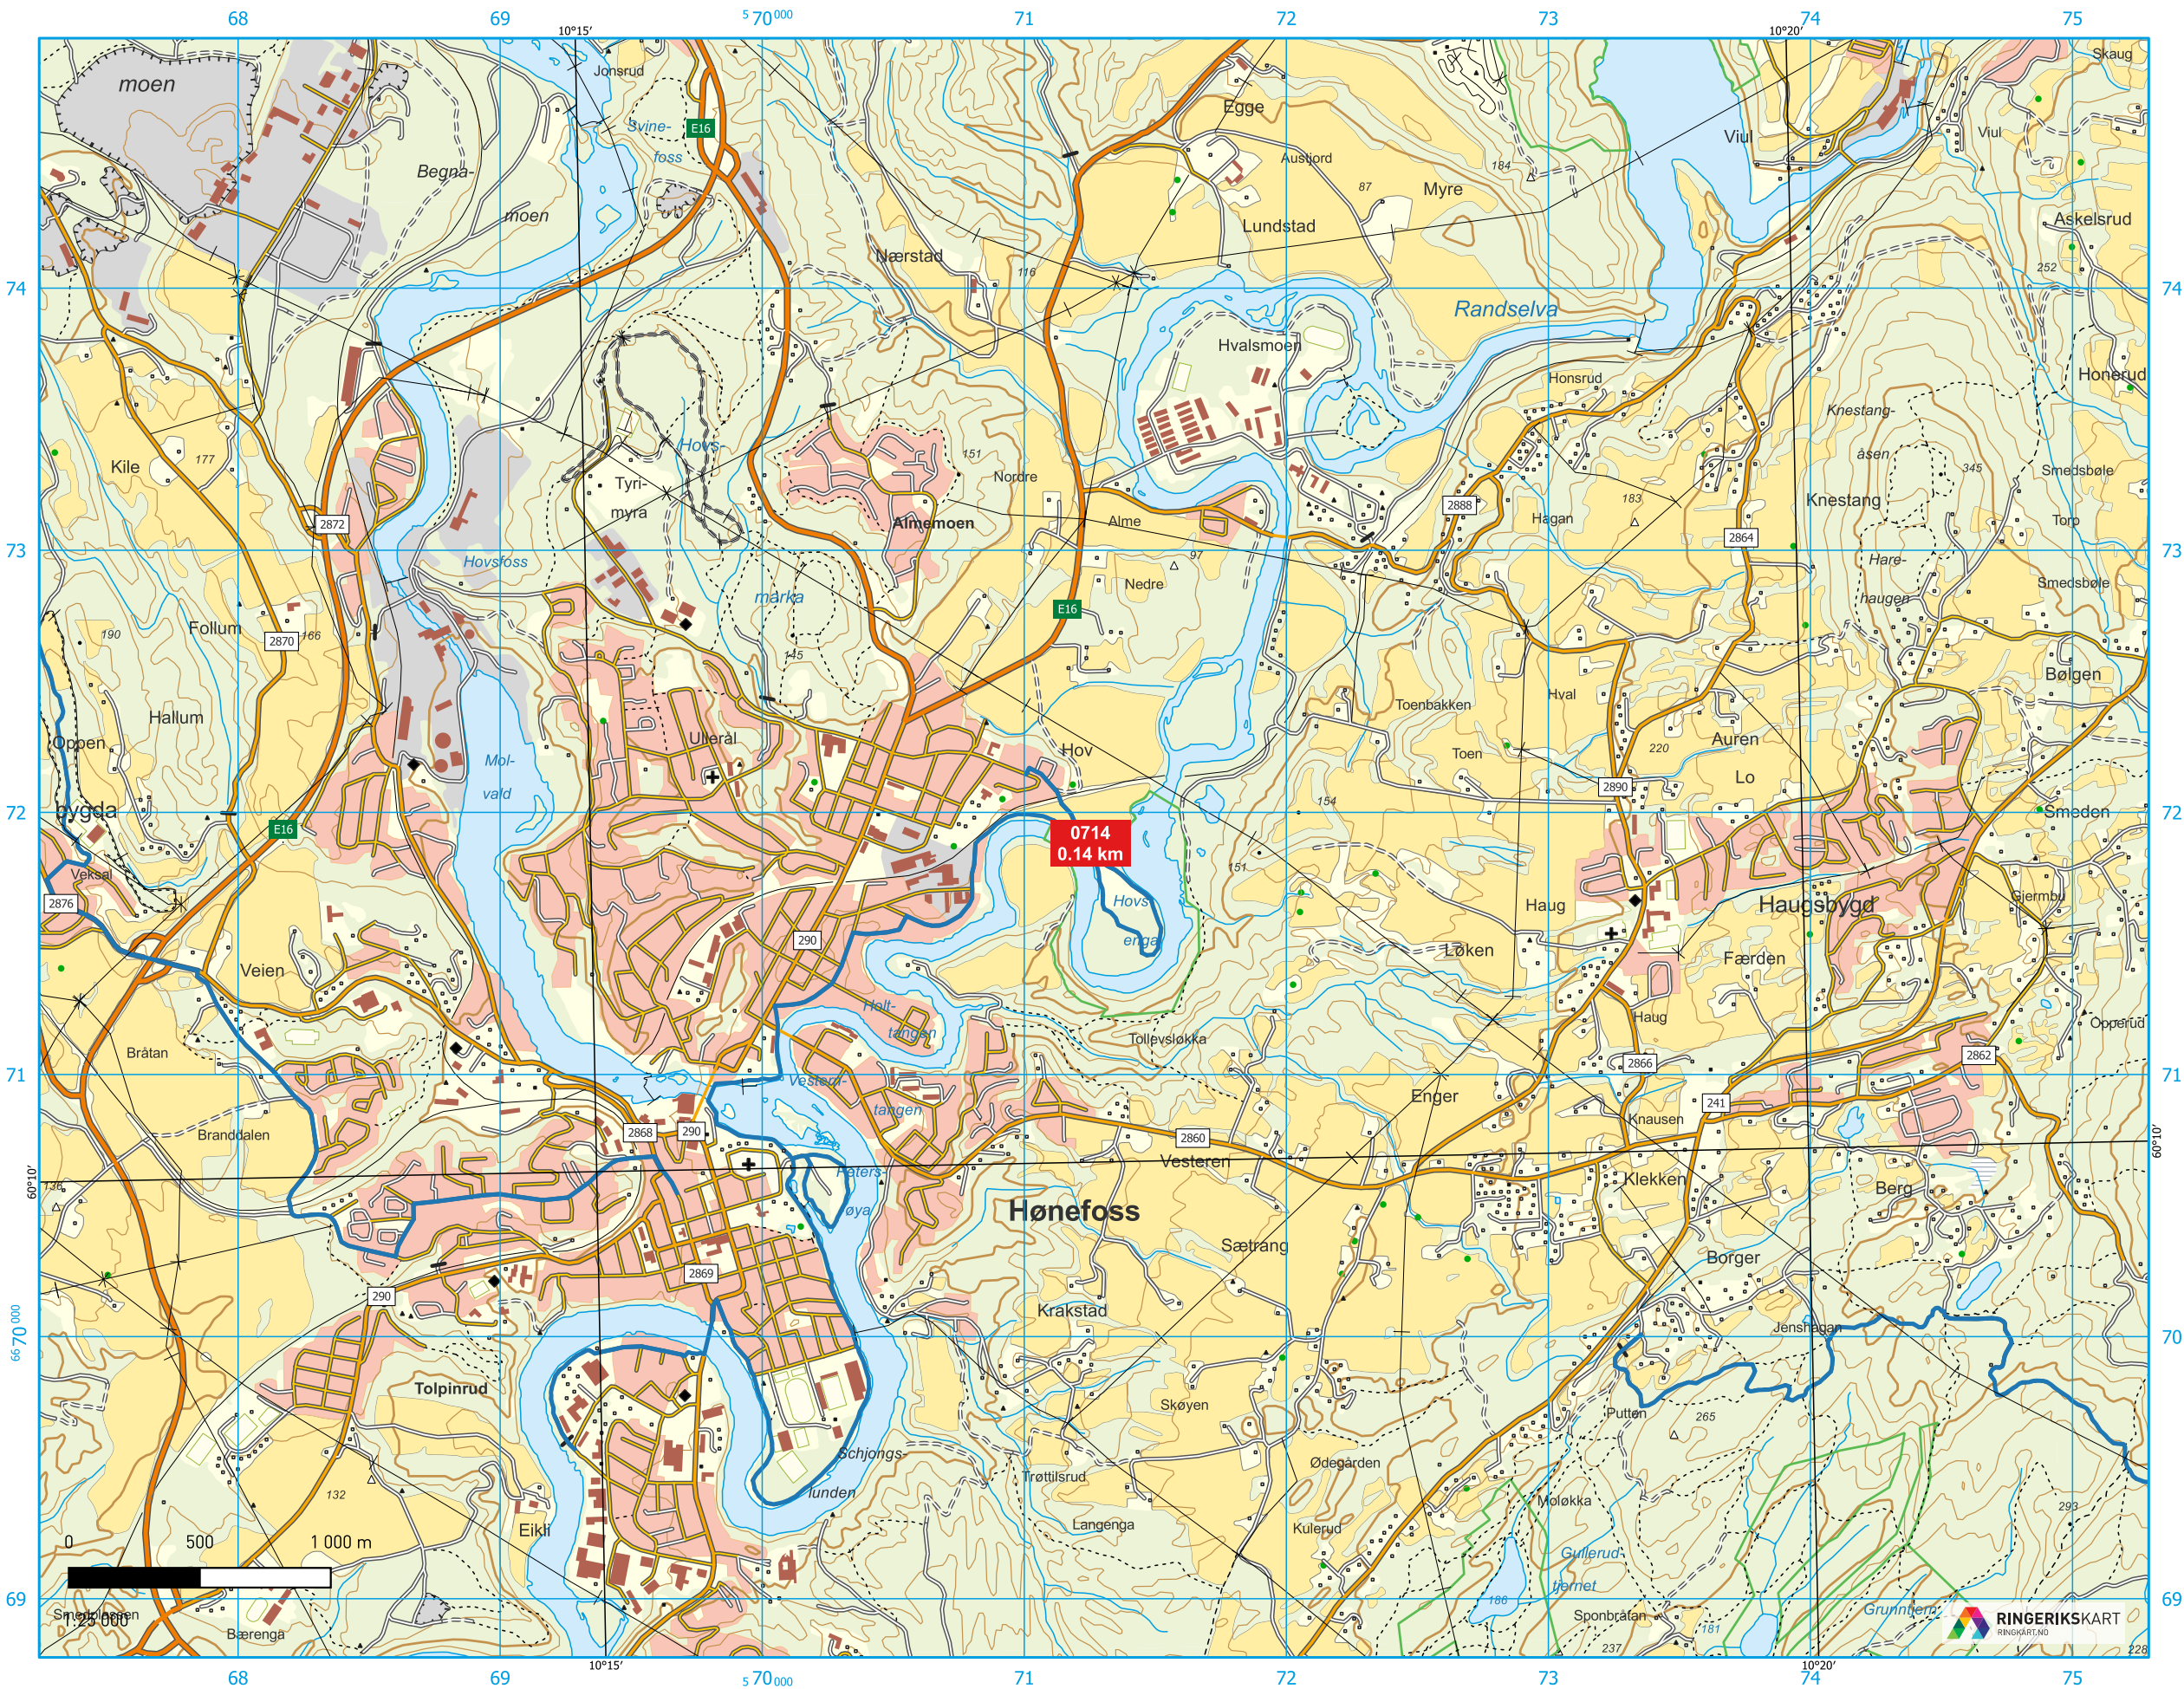 68
69
5 70 000
71
72
73
74
75
10°15'
10°20'
moen
Jonsrud
Skaug
Svine-
foss
E16
Egge
Viul
Viul
Begna-
moen
Austjord
184
87
Myre
Lundstad
Askelsrud
Nærstad
116
252
74
74
Randselva
Hvalsmoen
Honsrud
Honerud
Knestang-
åsen
Hovs-
151
345
Kile
177
Nordre
Smedsbøle
Tyri-
myra
183
Knestang
2888
2872
Almemoen
Alme
Hagan
Torp
2864
73
73
Hovsfoss
97
Hare-
haugen
Nedre
Smedsbøle
marka
E16
Follum
190
2870
166
145
Bølgen
Hval
Toenbakken
Hallum
Oppen
Ullerål
Hov
Toen
220
Auren
Mol-
vald
Lo
2890
bygda
72
72
154
Smeden
E16
0714
0.14 km
Veksal
151
2876
Hovs-
enga
Haug
Haugsbygd
Gjermbu
290
Løken
Færden
Veien
Holt-
tangen
Haug
Opperud
Tollevsløkka
Bråtan
2866
2862
71
71
Vestern-
tangen
Enger
241
Knausen
Branddalen
2868
290
2860
Vesteren
60°10'
60°10'
Peters-
øya
Klekken
Berg
136
Hønefoss
Sætrang
Borger
2869
290
Krakstad
Jenshagan
66 70 000
70
Tolpinrud
Skøyen
Putten
265
Schjongs-
lunden
Trøttilsrud
Ødegården
132
Moløkka
293
0
500
1 000 m
Eikli
Langenga
Kulerud
Gullerud-
tjernet
186
69
69
Smedplassen
1:25 000
Bærenga
Sponbråtan
237
181
Grunntjern
RINGERIKSKART
RINGKART.NO
228
68
69
5 70 000
71
72
73
74
75
10°15'
10°20'